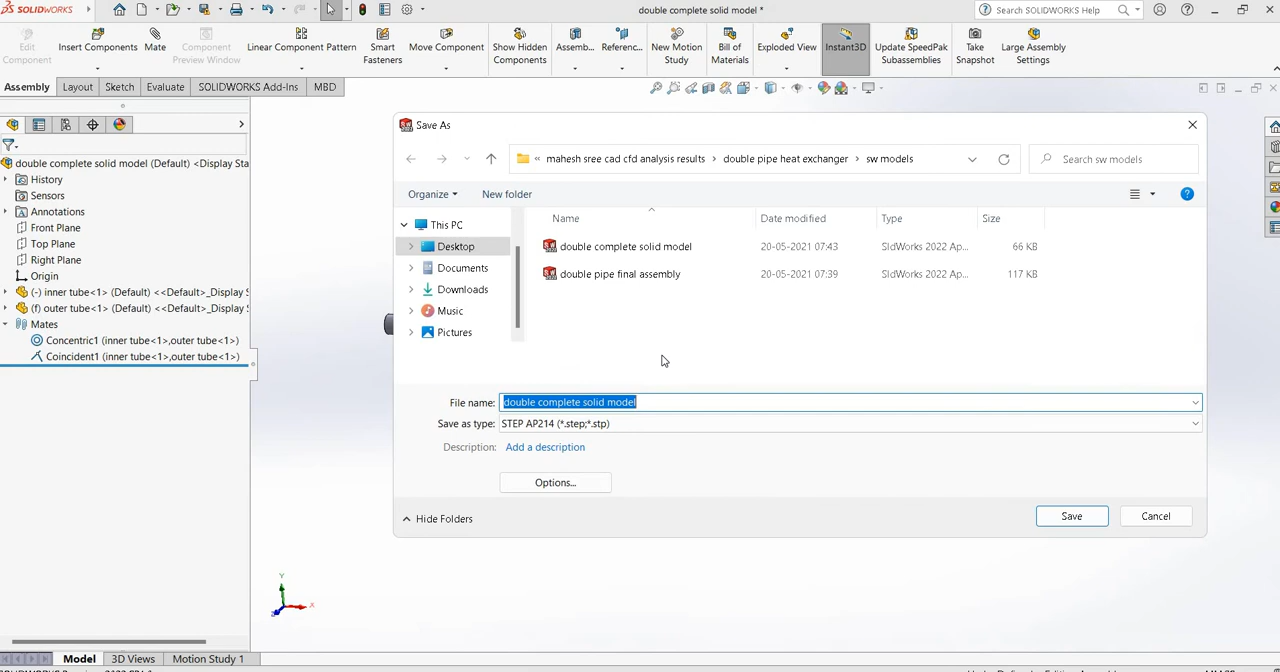 SOLIDWORKS
double complete solid model *
Search SOLIDWORKS Help
Edit Component
Insert Components
Mate
Component Preview Window
Linear Component Pattern
Smart Fasteners
Move Component
Show Hidden Components
Assemb...
Referenc...
New Motion Study
Bill of Materials
Exploded View
Instant3D
Update SpeedPak Subassemblies
Take Snapshot
Large Assembly Settings
Assembly
Layout
Sketch
Evaluate
SOLIDWORKS Add-Ins
MBD
double complete solid model (Default) <Display Sta
History
Sensors
Annotations
Front Plane
Top Plane
Right Plane
Origin
(-) inner tube<1> (Default) <<Default>_Display S
(f) outer tube<1> (Default) <<Default>_Display S
Mates
Concentric1 (inner tube<1>,outer tube<1>)
Coincident1 (inner tube<1>,outer tube<1>)
Save As
« mahesh sree cad cfd analysis results > double pipe heat exchanger > sw models
Search sw models
Organize
New folder
This PC
Desktop
Documents
Downloads
Music
Pictures
Name Date modified Type Size
double complete solid model 20-05-2021 07:43 SldWorks 2022 Ap... 66 KB
double pipe final assembly 20-05-2021 07:39 SldWorks 2022 Ap... 117 KB
File name: double complete solid model
Save as type: STEP AP214 (*.step;*.stp)
Description: Add a description
Options...
Hide Folders
Save
Cancel
Y
X
Z
Model
3D Views
Motion Study 1